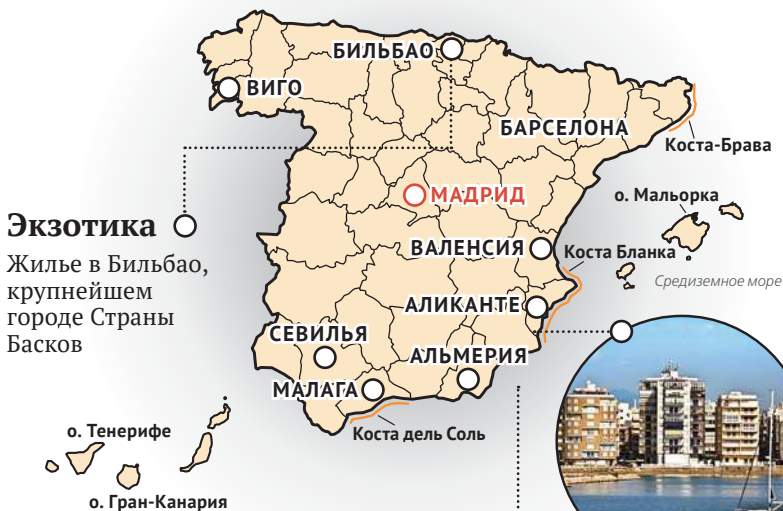 БИЛЬБАО
ВИГО
БАРСЕЛОНА
Коста-Брава
МАДРИД
о. Мальорка
Экзотика
Жилье в Бильбао,
крупнейшем
городе Страны
Басков
ВАЛЕНСИЯ
Коста Бланка
Средиземное море
АЛИКАНТЕ
СЕВИЛЬЯ
АЛЬМЕРИЯ
МАЛАГА
Коста дель Соль
о. Тенерифе
о. Гран-Канария